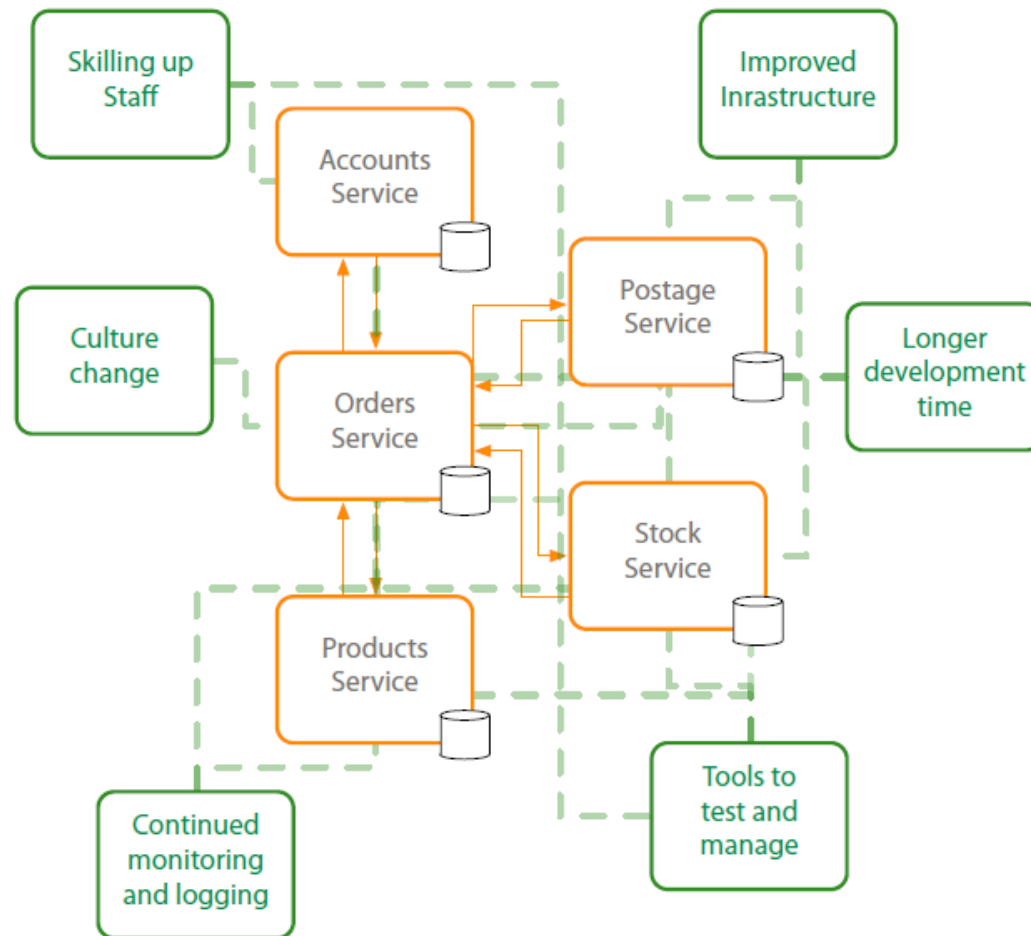 Skilling up
Staff
Improved
Inrastructure
Accounts
Service
Postage
Service
Culture
change
Longer
development
time
Orders
Service
Stock
Service
Products
Service
Tools to
test and
manage
Continued
monitoring
and logging